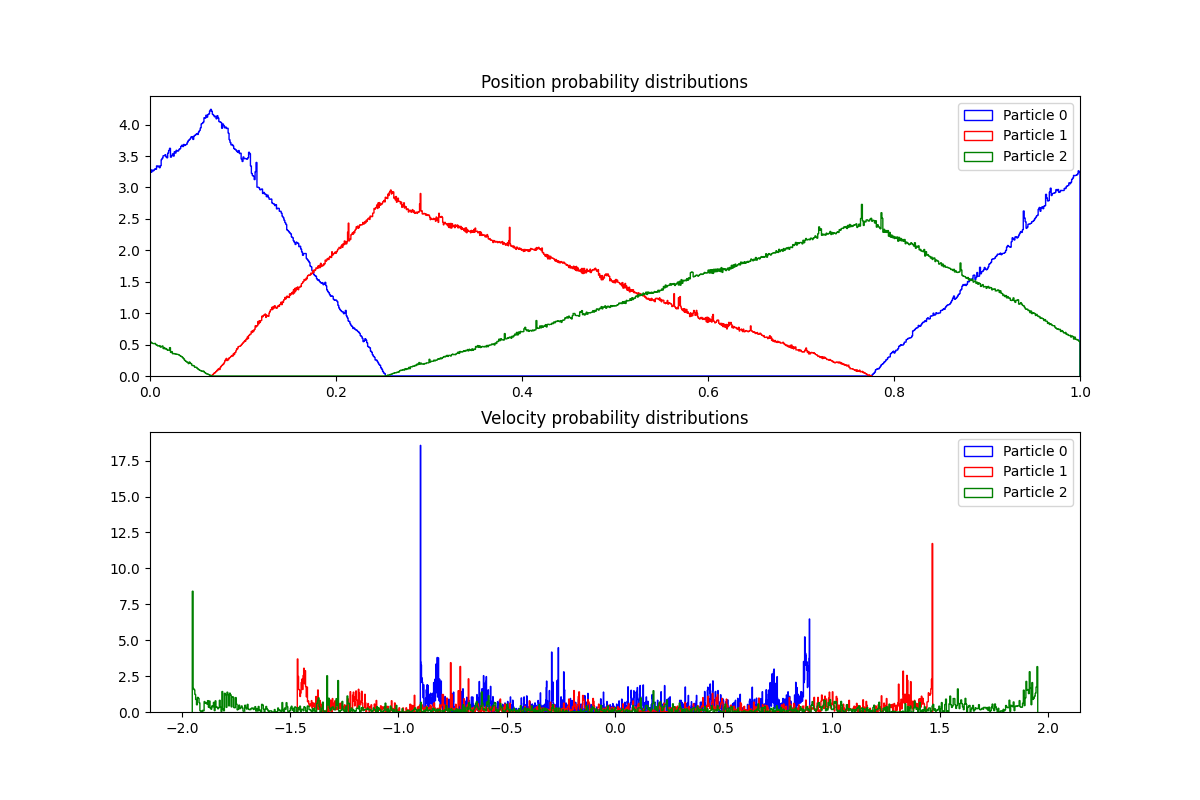 Position probability distributions
4.0
3.5
3.0
2.5
2.0
1.5
1.0
0.5
0.0
Particle 0
Particle 1
Particle 2
0.0 0.2 0.4 0.6 0.8 1.0
Velocity probability distributions
17.5
15.0
12.5
10.0
7.5
5.0
2.5
0.0
Particle 0
Particle 1
Particle 2
−2.0 −1.5 −1.0 −0.5 0.0 0.5 1.0 1.5 2.0